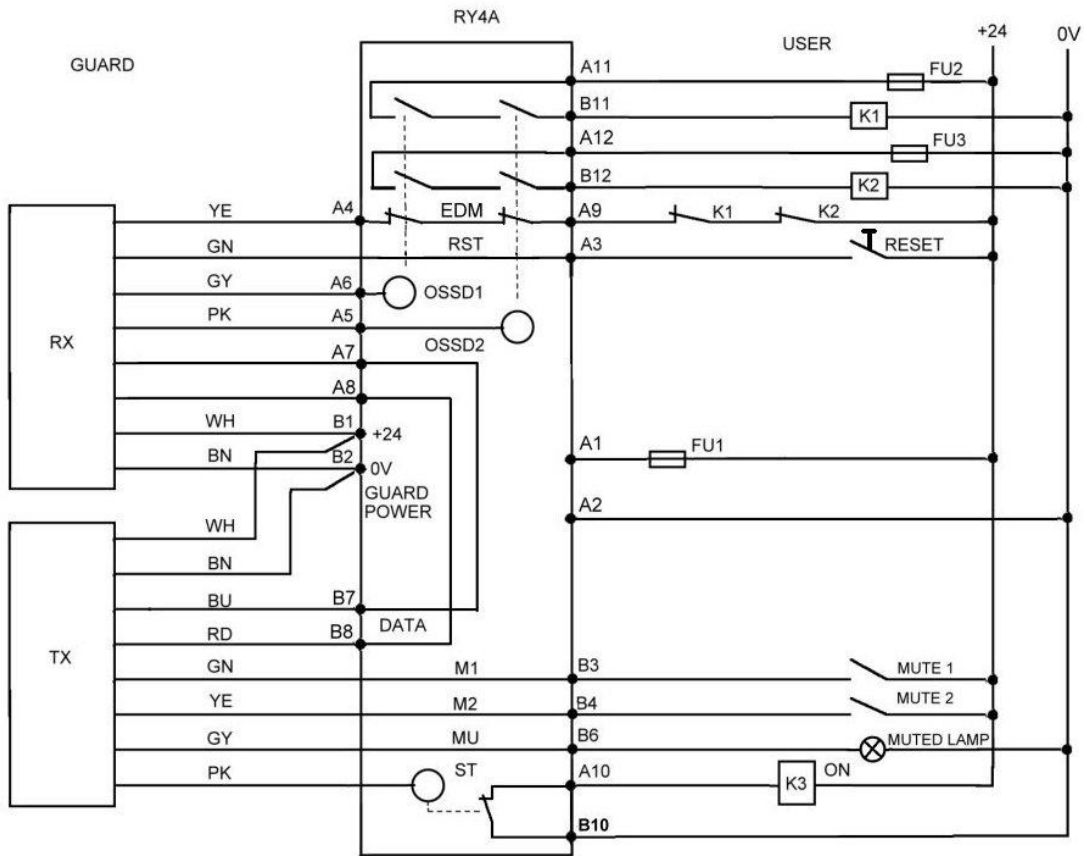 RY4A
+24
0V
GUARD
USER
A11
FU2
B11
K1
A12
FU3
B12
K2
YE
A4
EDM
A9
K1
K2
GN
RST
A3
RESET
GY
A6
OSSD1
PK
A5
OSSD2
RX
A7
A8
WH
B1
+24
A1
FU1
BN
B2
0V
GUARD
POWER
A2
WH
BN
BU
B7
DATA
RD
B8
TX
GN
M1
B3
MUTE 1
YE
M2
B4
MUTE 2
GY
MU
B6
MUTED LAMP
PK
ST
A10
K3
ON
B10